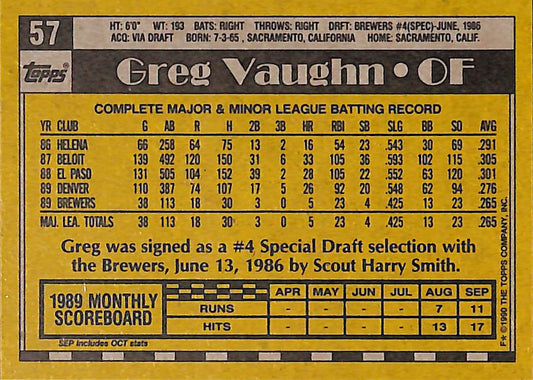 57
HT: 6'0" WT: 193 BATS: RIGHT THROWS: RIGHT DRFT: BREWERS #4(SPEC)-JUNE, 1986
ACQ: VIA DRAFT BORN: 7-3-65, SACRAMENTO, CALIFORNIA HOME: SACRAMENTO, CALIF.
Topps Greg Vaughn • OF
COMPLETE MAJOR & MINOR LEAGUE BATTING RECORD
YR CLUB G AB R H 2B 3B HR RBI SB SLG BB SO AVG
86 HELENA 66 258 64 75 13 2 16 54 23 .543 30 69 .291
87 BELOIT 139 492 120 150 31 6 33 105 36 .593 102 115 .305
88 EL PASO 131 505 104 152 39 2 28 105 22 .552 63 120 .301
89 DENVER 110 387 74 107 17 5 26 92 20 .548 62 94 .276
89 BREWERS 38 113 18 30 3 0 5 23 4 .425 13 23 .265
MAJ. LEA. TOTALS 38 113 18 30 3 0 5 23 4 .425 13 23 .265
Greg was signed as a #4 Special Draft selection with
the Brewers, June 13, 1986 by Scout Harry Smith.
1989 MONTHLY
SCOREBOARD
APR MAY JUN JUL AUG SEP
RUNS - - - - 7 11
HITS - - - - 13 17
SEP Includes OCT stats
F★ © 1990 THE TOPPS COMPANY, INC.